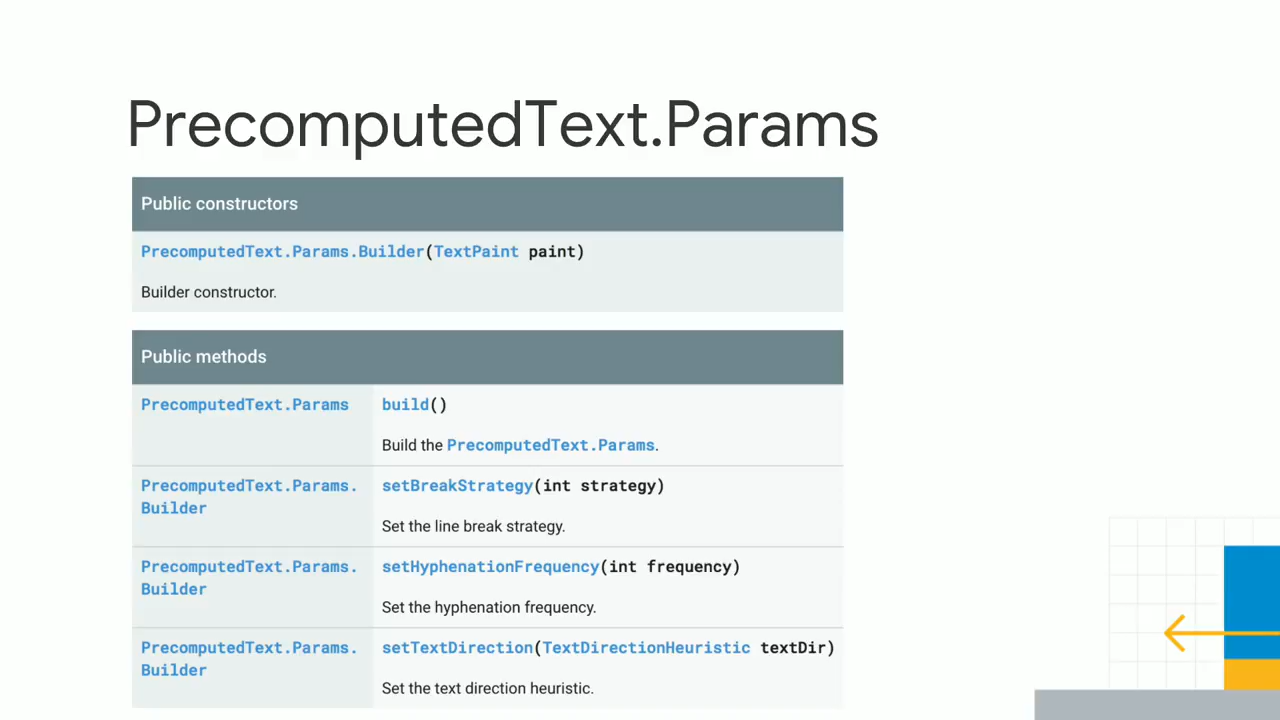 PrecomputedText.Params
Public constructors
PrecomputedText.Params.Builder(TextPaint paint)
Builder constructor.
Public methods
PrecomputedText.Params build()
Build the PrecomputedText.Params.
PrecomputedText.Params. setBreakStrategy(int strategy)
Builder
Set the line break strategy.
PrecomputedText.Params. setHyphenationFrequency(int frequency)
Builder
Set the hyphenation frequency.
PrecomputedText.Params. setTextDirection(TextDirectionHeuristic textDir)
Builder
Set the text direction heuristic.